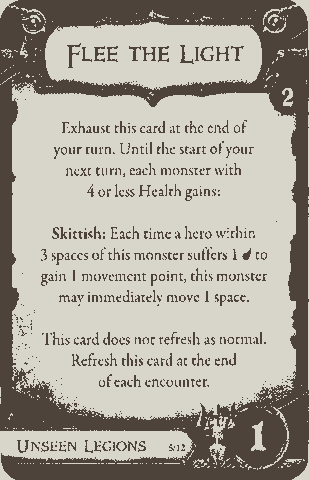 FLEE THE LIGHT
2
Exhaust this card at the end of
your turn. Until the start of your
next turn, each monster with
4 or less Health gains:
Skittish: Each time a hero within
3 spaces of this monster suffers 1 to
gain 1 movement point, this monster
may immediately move 1 space.
This card does not refresh as normal.
Refresh this card at the end
of each encounter.
UNSEEN LEGIONS 5/12
1